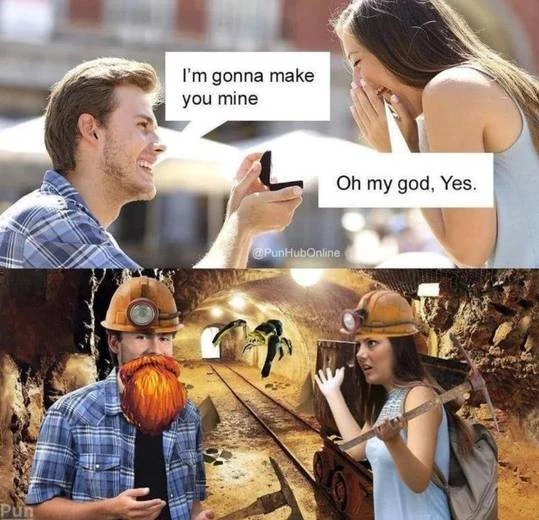 I'm gonna make
you mine
Oh my god, Yes.
@PunHubOnline
Pun